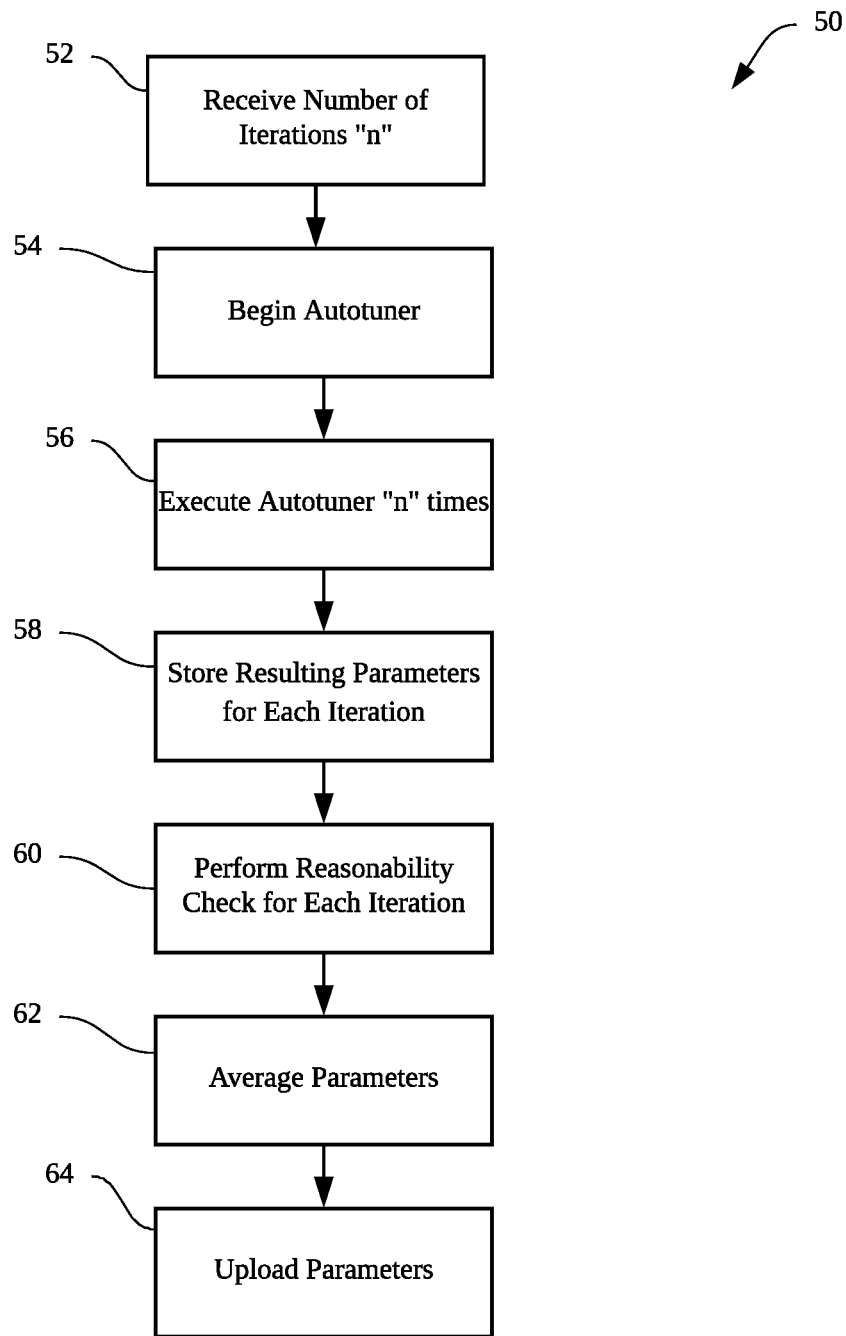 50
52
Receive Number of
Iterations "n"
54
Begin Autotuner
56
Execute Autotuner "n" times
58
Store Resulting Parameters
for Each Iteration
60
Perform Reasonability
Check for Each Iteration
62
Average Parameters
64
Upload Parameters